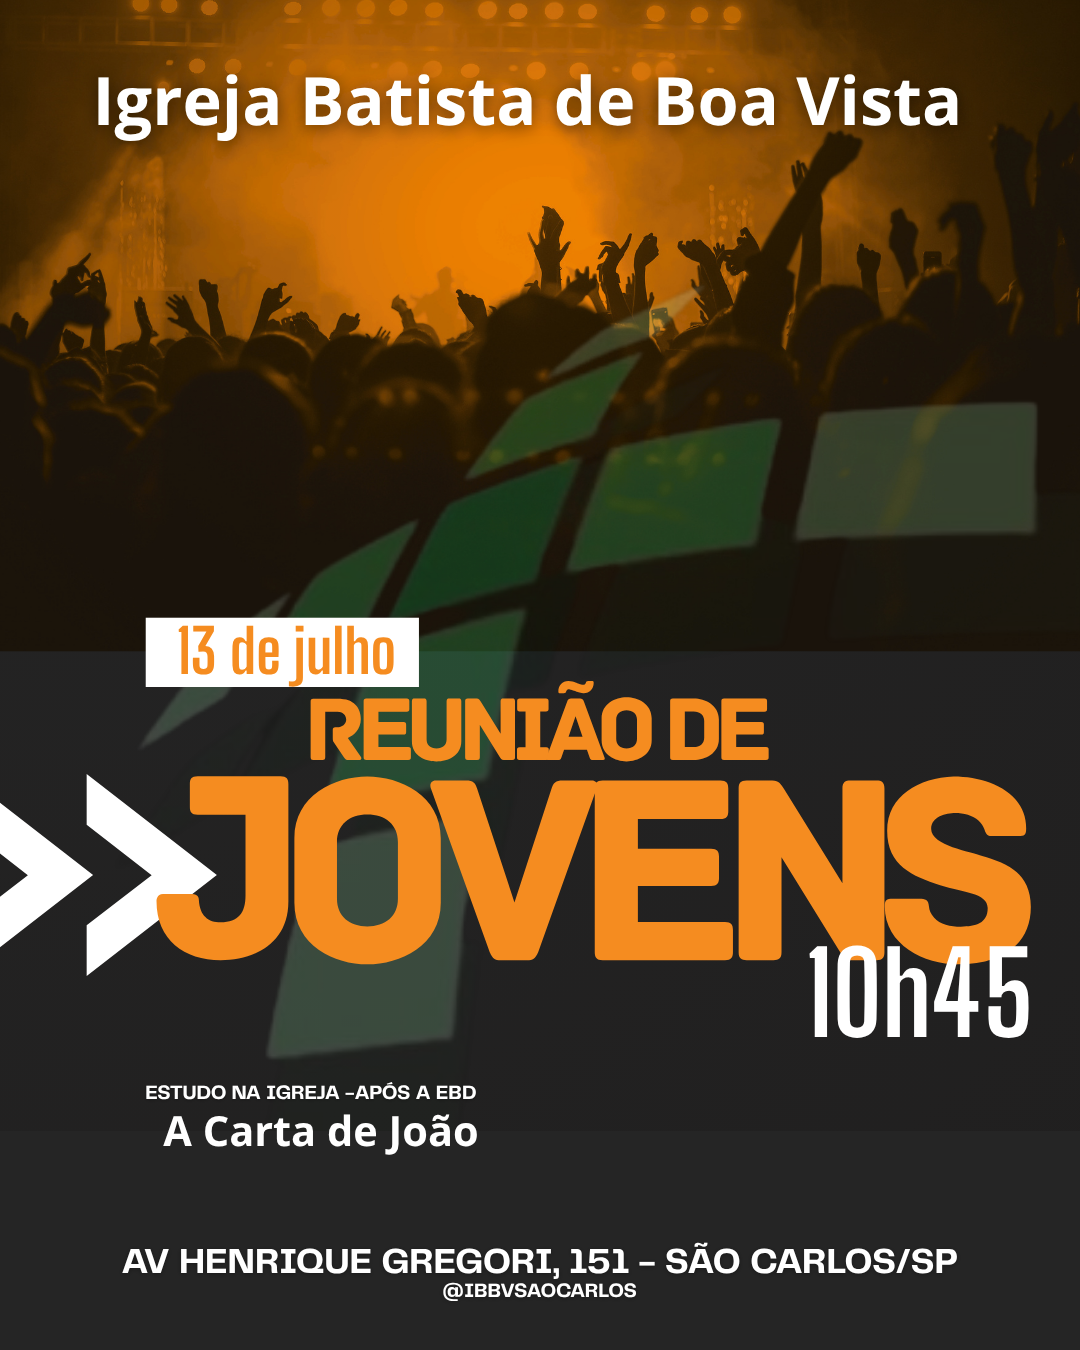 Igreja Batista de Boa Vista
13 de julho
REUNIÃO DE
JOVENS
10h45
ESTUDO NA IGREJA -APÓS A EBD
A Carta de João
AV HENRIQUE GREGORI, 151 - SÃO CARLOS/SP
@IBBVSAOCARLOS